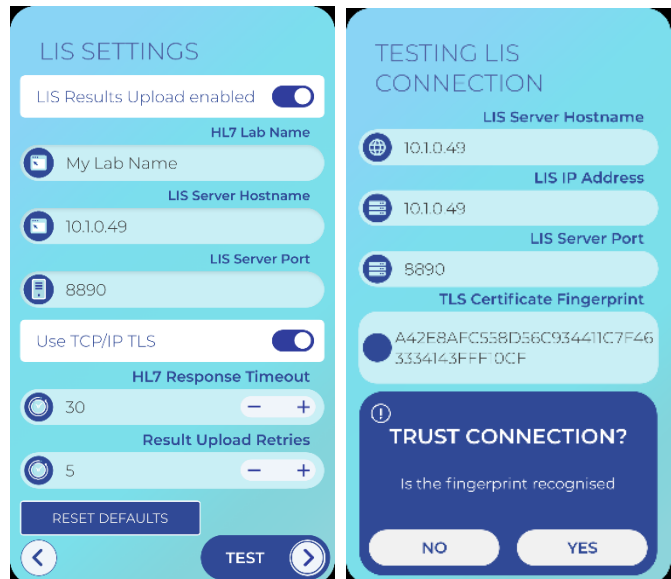 LIS SETTINGS
LIS Results Upload enabled
HL7 Lab Name
My Lab Name
LIS Server Hostname
10.1.0.49
LIS Server Port
8890
Use TCP/IP TLS
HL7 Response Timeout
30 − +
Result Upload Retries
5 − +
RESET DEFAULTS
TEST
TESTING LIS
CONNECTION
LIS Server Hostname
10.1.0.49
LIS IP Address
10.1.0.49
LIS Server Port
8890
TLS Certificate Fingerprint
A42E8AFC558D56C934411C7F46
3334143FFF10CF
TRUST CONNECTION?
Is the fingerprint recognised
NO YES